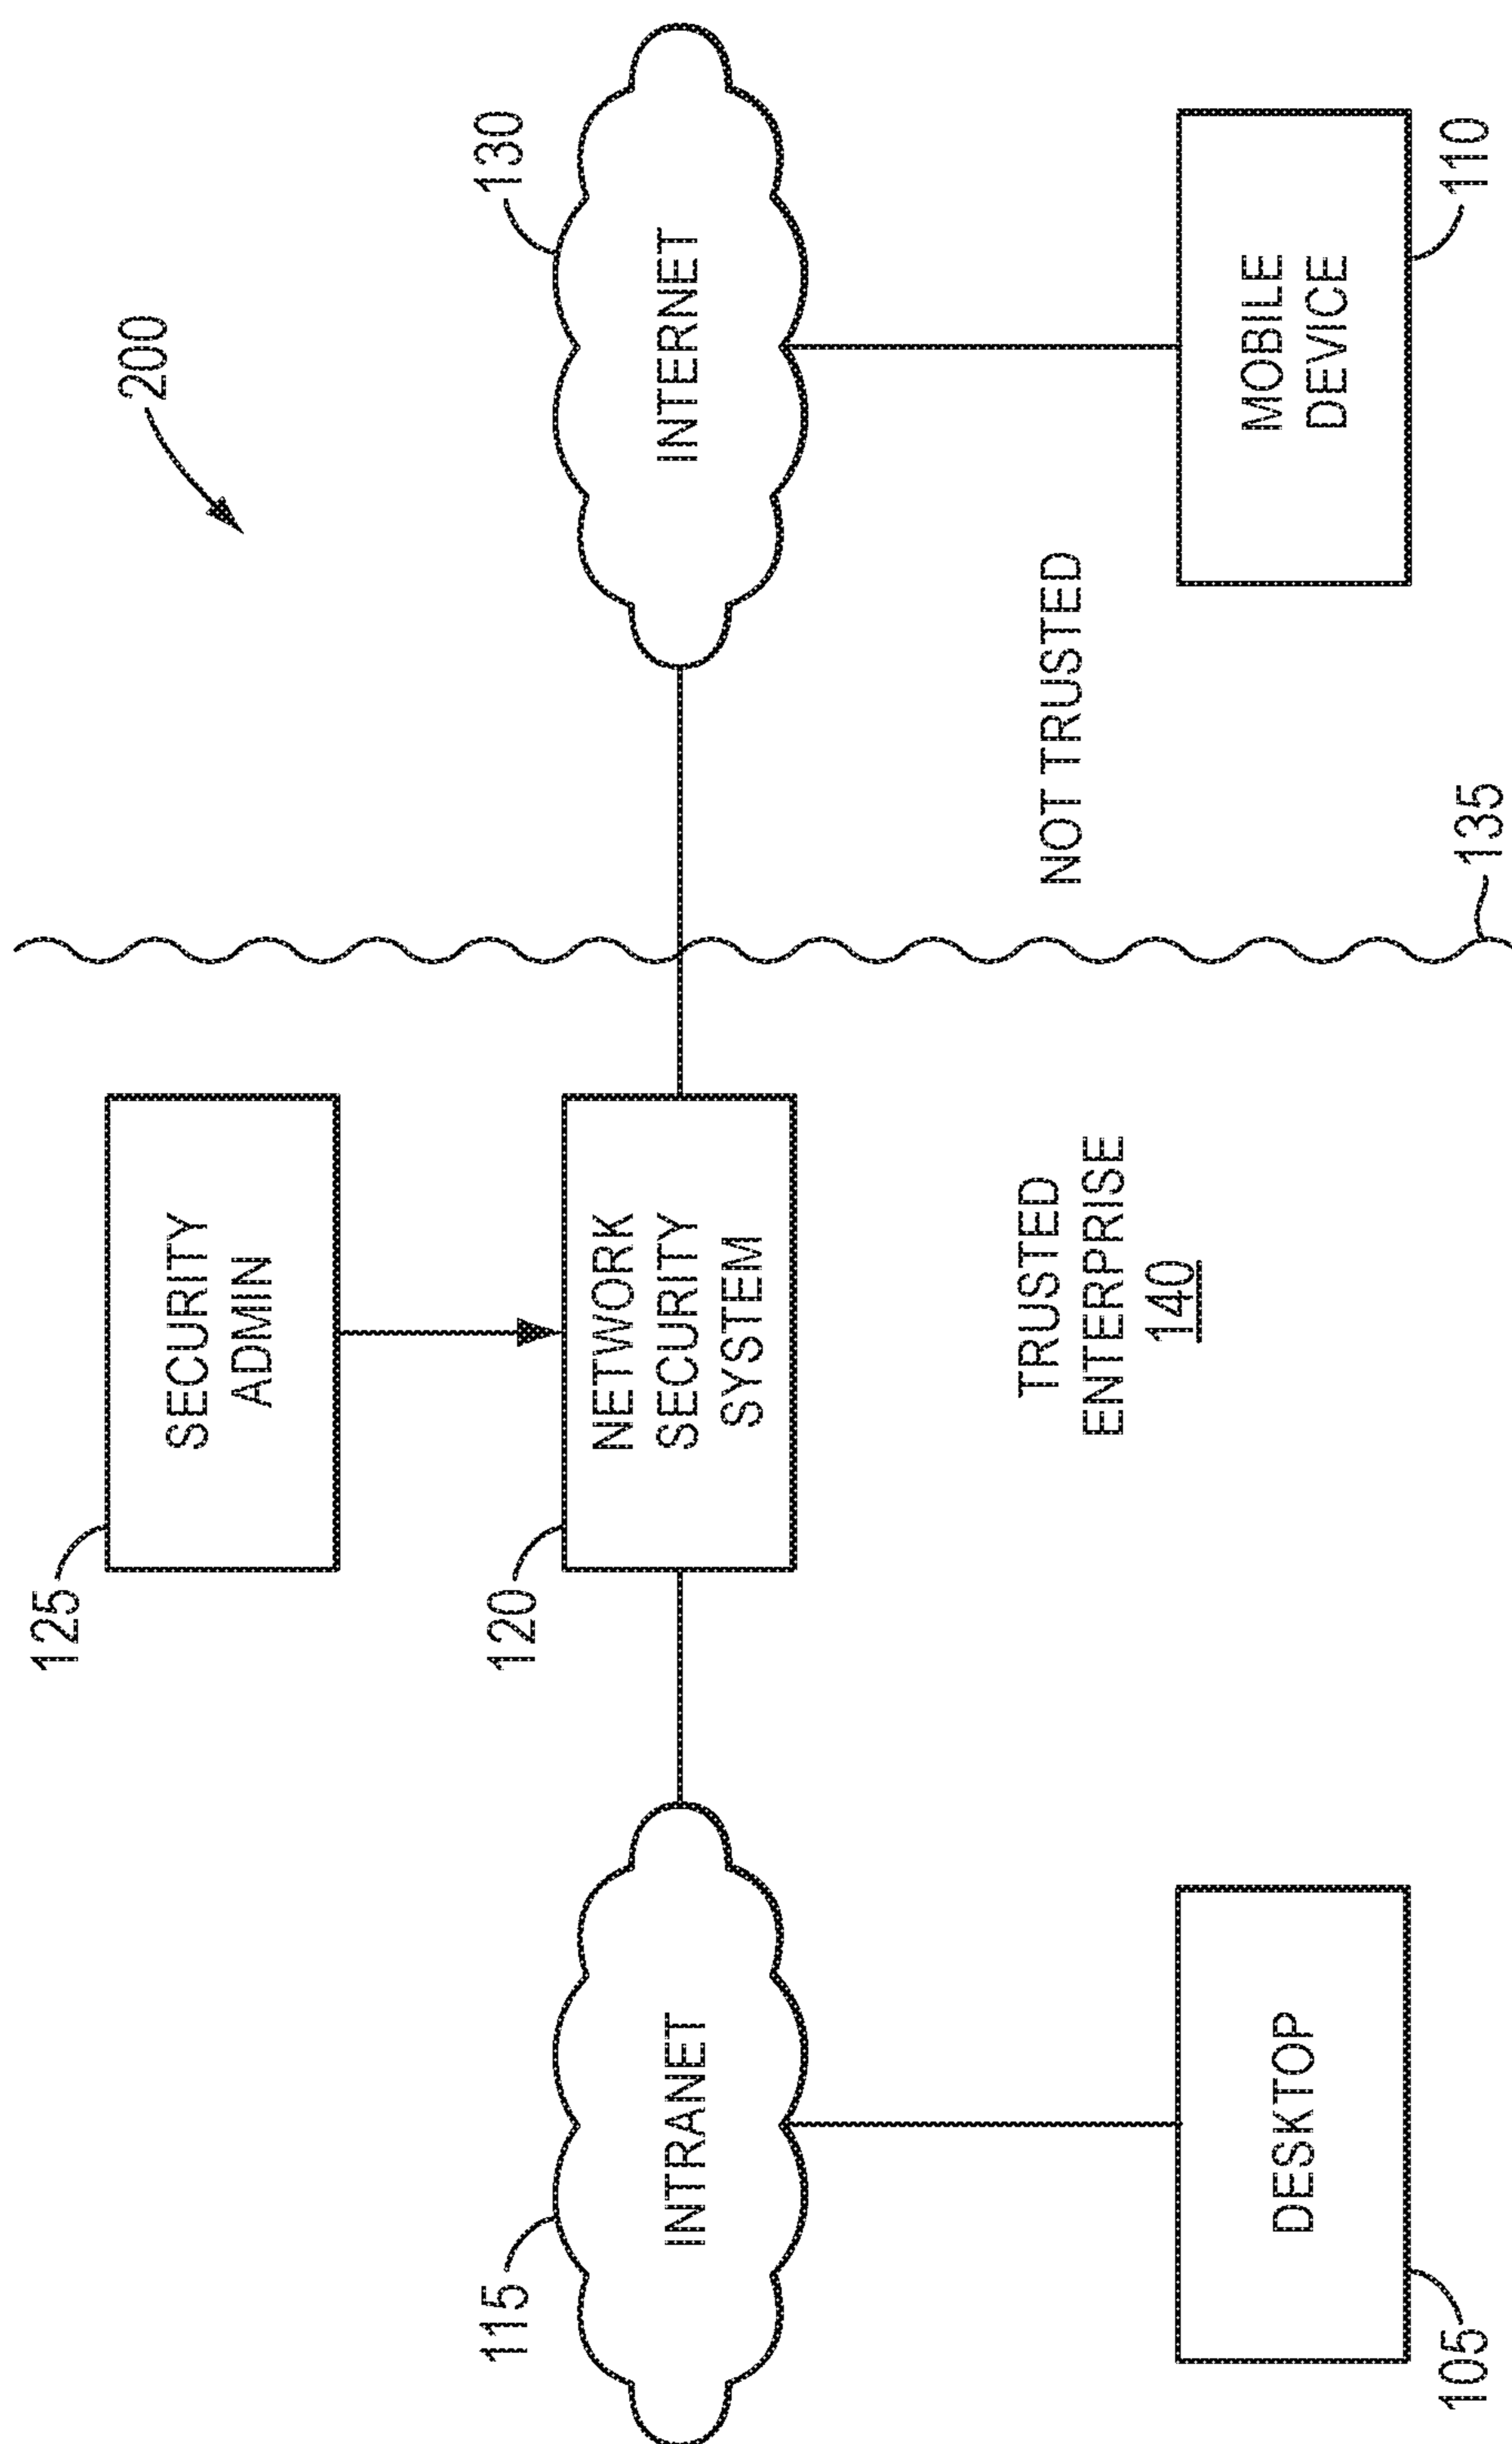 200
125
SECURITY
ADMIN
115
INTRANET
120
NETWORK
SECURITY
SYSTEM
130
INTERNET
TRUSTED
ENTERPRISE
140
NOT TRUSTED
DESKTOP
105
MOBILE
DEVICE
110
135